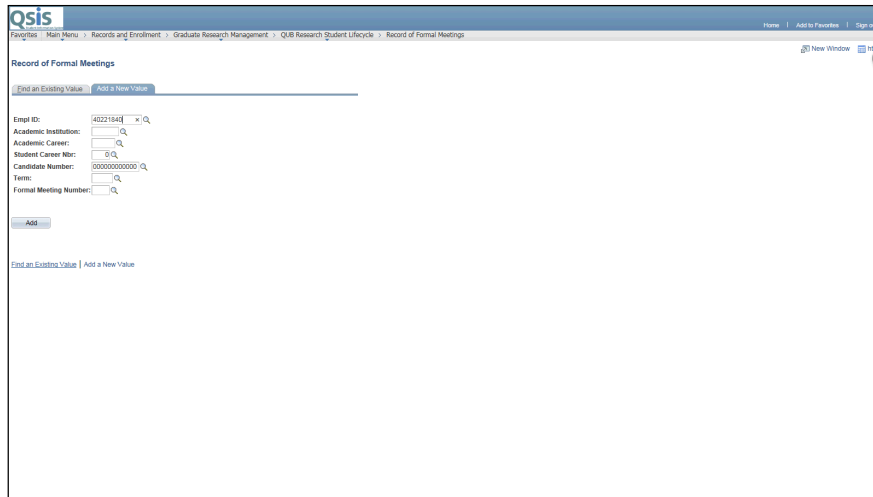 Qsis
Home | Add to Favorites | Sign o
Favorites Main Menu > Records and Enrollment > Graduate Research Management > QUB Research Student Lifecycle > Record of Formal Meetings
New Window ht
Record of Formal Meetings
Find an Existing Value Add a New Value
Empl ID: 40221840 ×
Academic Institution:
Academic Career:
Student Career Nbr: 0
Candidate Number: 000000000000
Term:
Formal Meeting Number:
Add
Find an Existing Value | Add a New Value